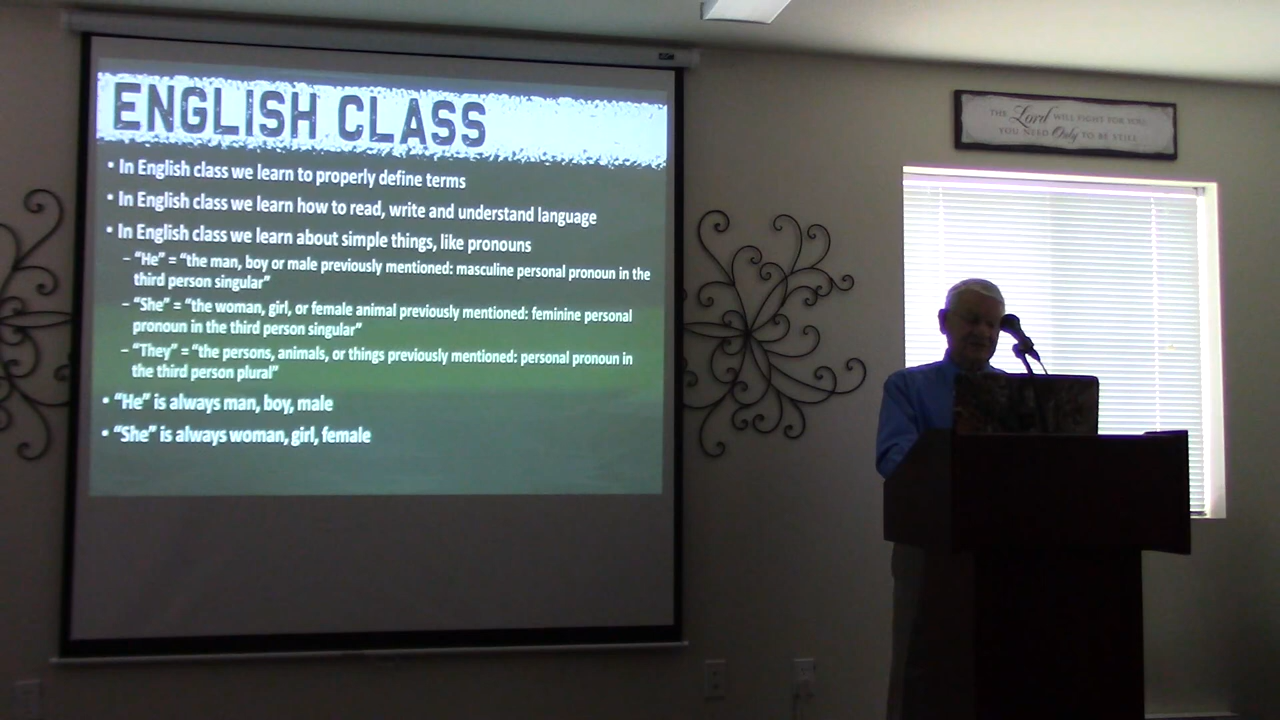 ENGLISH CLASS
• In English class we learn to properly define terms
• In English class we learn how to read, write and understand language
• In English class we learn about simple things, like pronouns
– “He” = “the man, boy or male previously mentioned: masculine personal pronoun in the
third person singular”
– “She” = “the woman, girl, or female animal previously mentioned: feminine personal
pronoun in the third person singular”
– “They” = “the persons, animals, or things previously mentioned: personal pronoun in
the third person plural”
• “He” is always man, boy, male
• “She” is always woman, girl, female
THE Lord WILL FIGHT FOR YOU
YOU NEED Only TO BE STILL